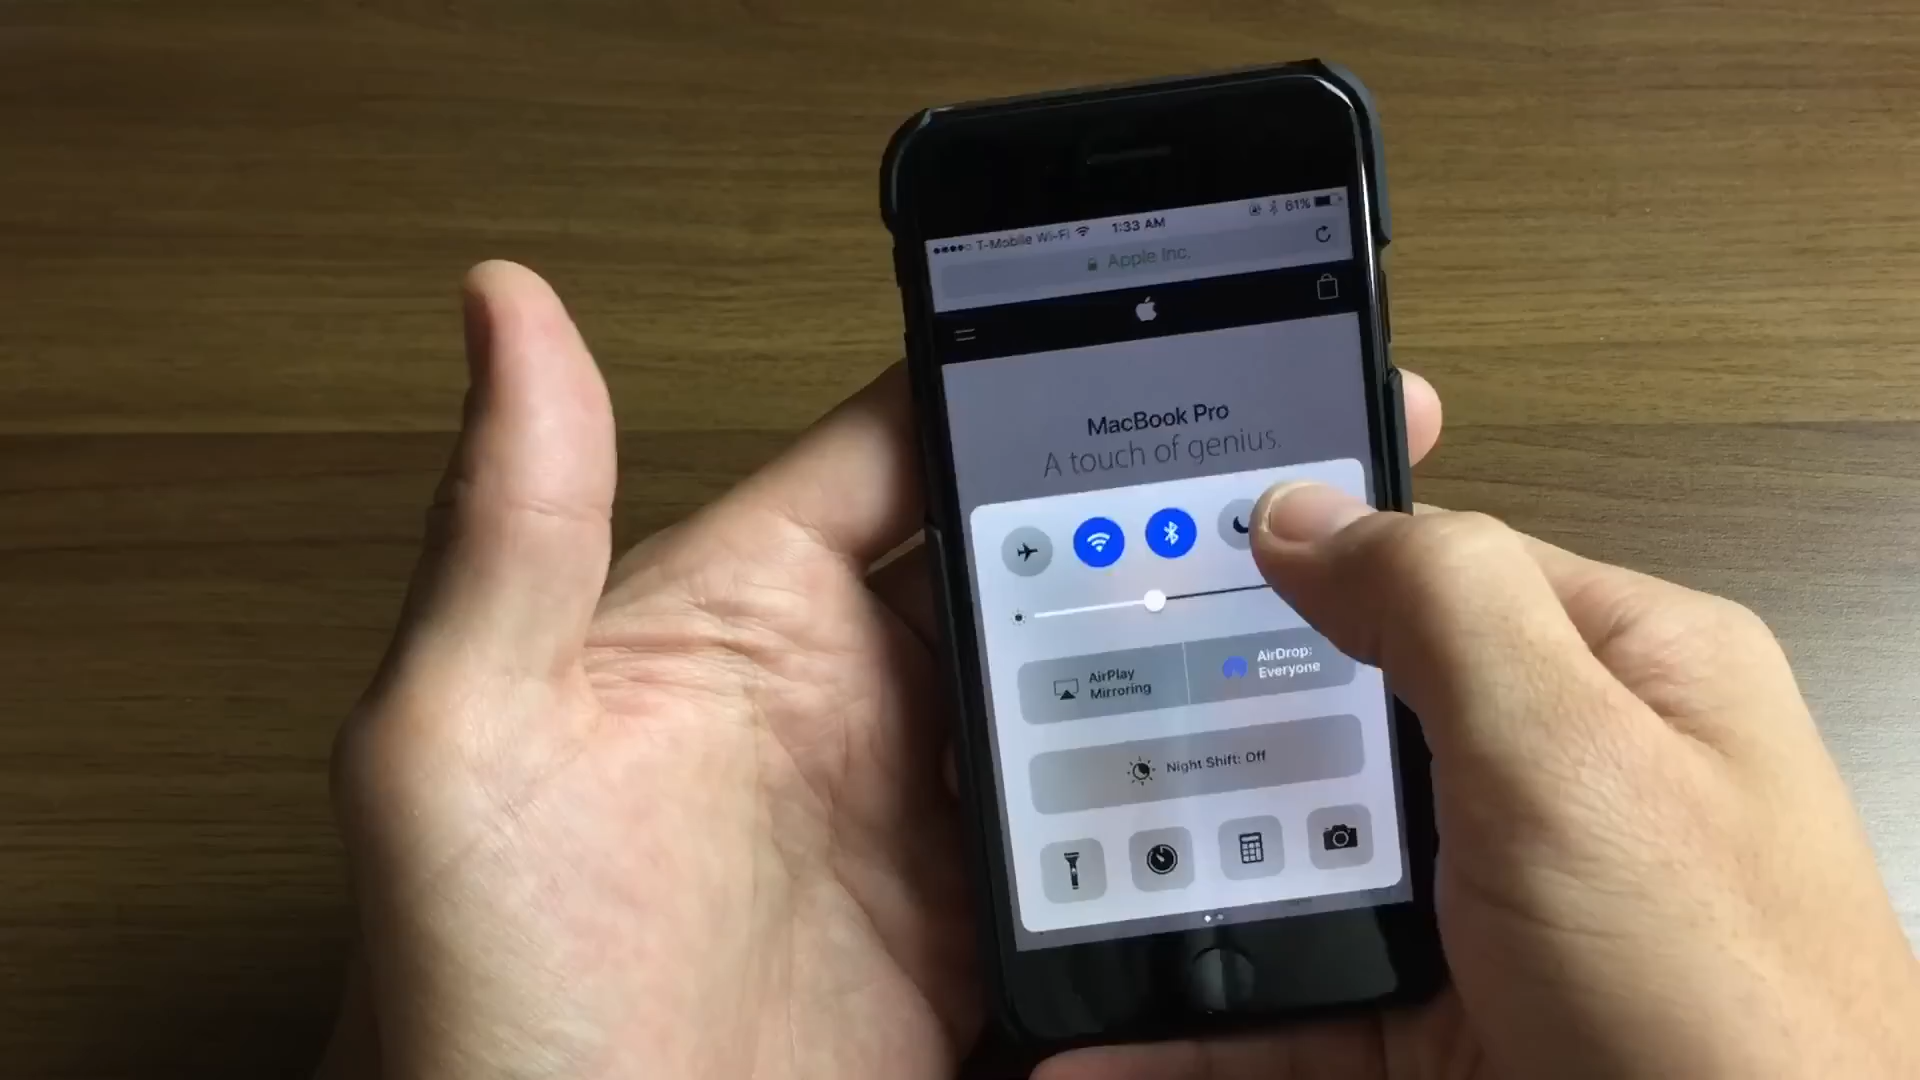 T-Mobile Wi-Fi 1:33 AM 61%
Apple Inc.
MacBook Pro
A touch of genius.
AirPlay
Mirroring
AirDrop:
Everyone
Night Shift: Off